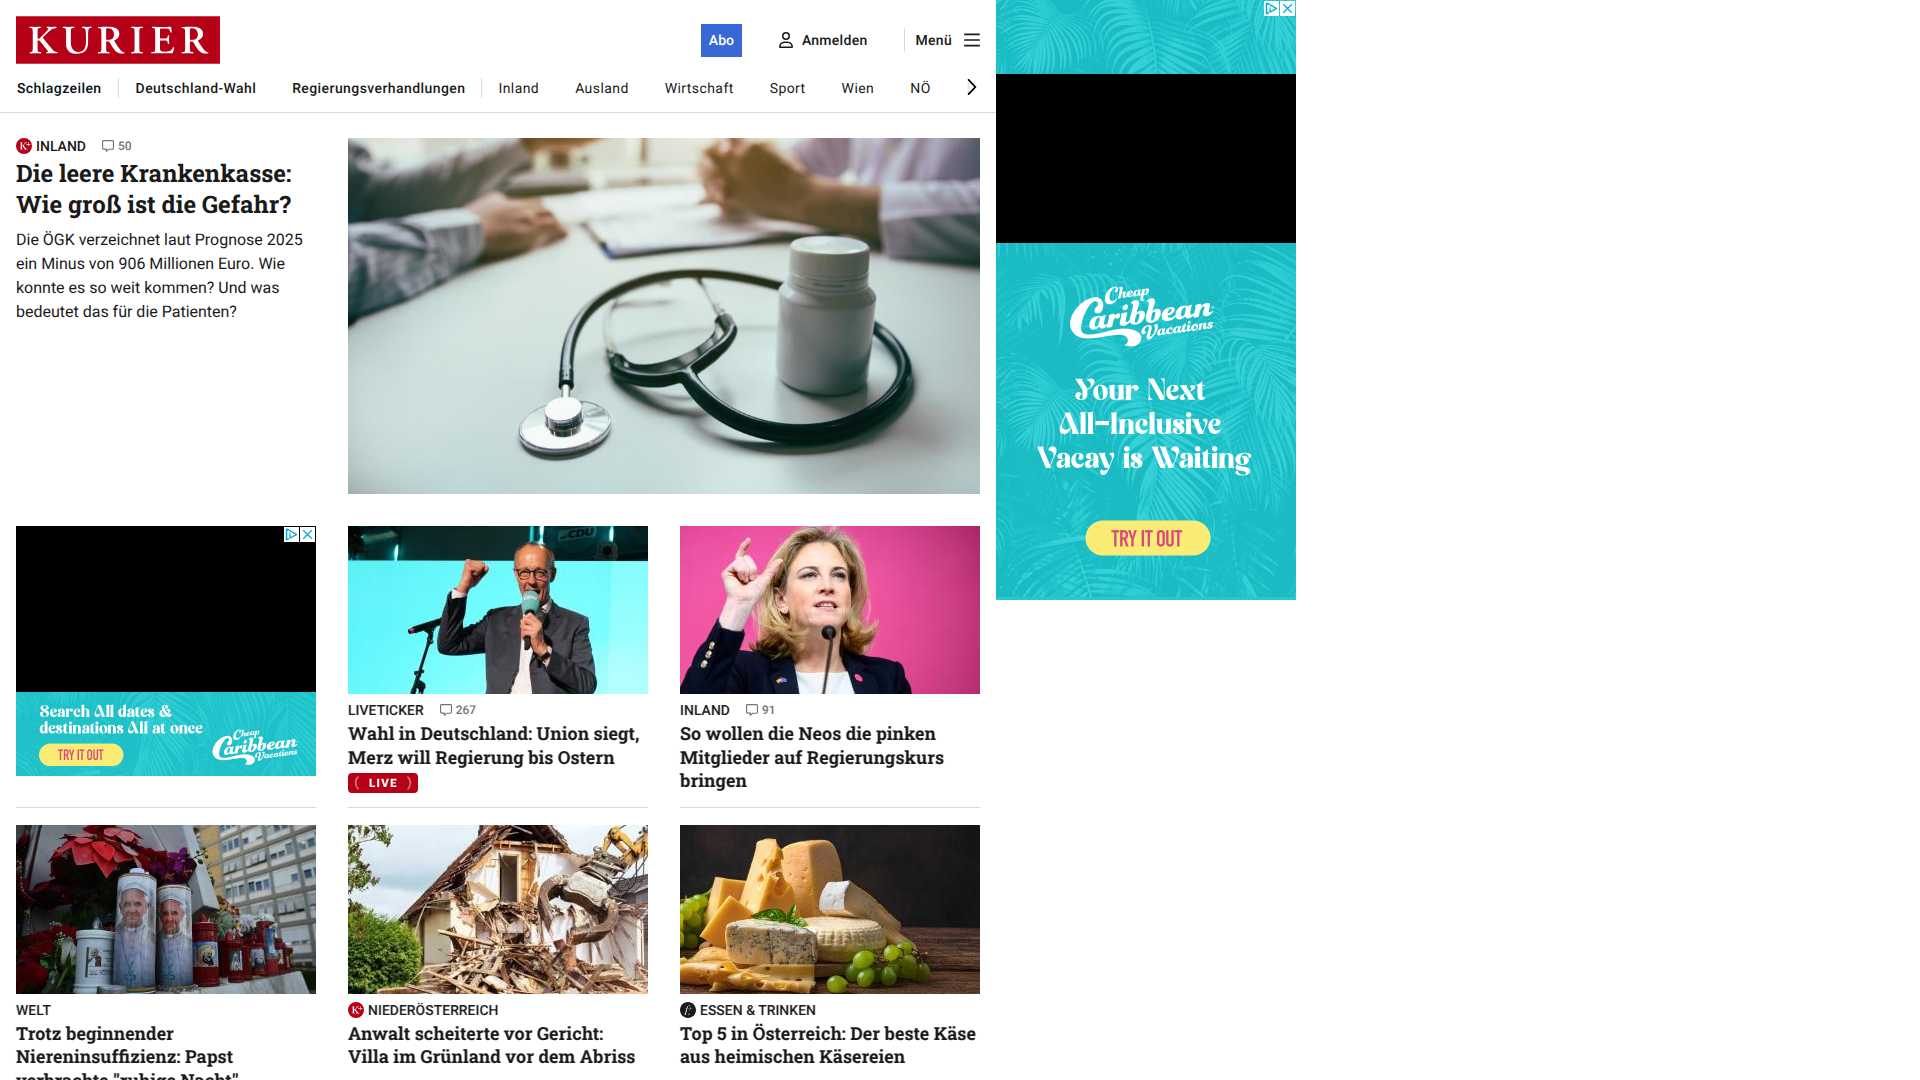 KURIER
Abo
Anmelden
Menü
Schlagzeilen
Deutschland-Wahl
Regierungsverhandlungen
Inland
Ausland
Wirtschaft
Sport
Wien
NÖ
K+ INLAND 50
Die leere Krankenkasse:
Wie groß ist die Gefahr?
Die ÖGK verzeichnet laut Prognose 2025
ein Minus von 906 Millionen Euro. Wie
konnte es so weit kommen? Und was
bedeutet das für die Patienten?
Cheap
Caribbean
Vacations
Your Next
All-Inclusive
Vacay is Waiting
TRY IT OUT
Search All dates &
destinations All at once
TRY IT OUT
Cheap
Caribbean
Vacations
CDU
LIVETICKER 267
Wahl in Deutschland: Union siegt,
Merz will Regierung bis Ostern
LIVE
INLAND 91
So wollen die Neos die pinken
Mitglieder auf Regierungskurs
bringen
WELT
Trotz beginnender
Niereninsuffizienz: Papst
verbrachte "ruhige Nacht"
K+ NIEDERÖSTERREICH
Anwalt scheiterte vor Gericht:
Villa im Grünland vor dem Abriss
f ESSEN & TRINKEN
Top 5 in Österreich: Der beste Käse
aus heimischen Käsereien